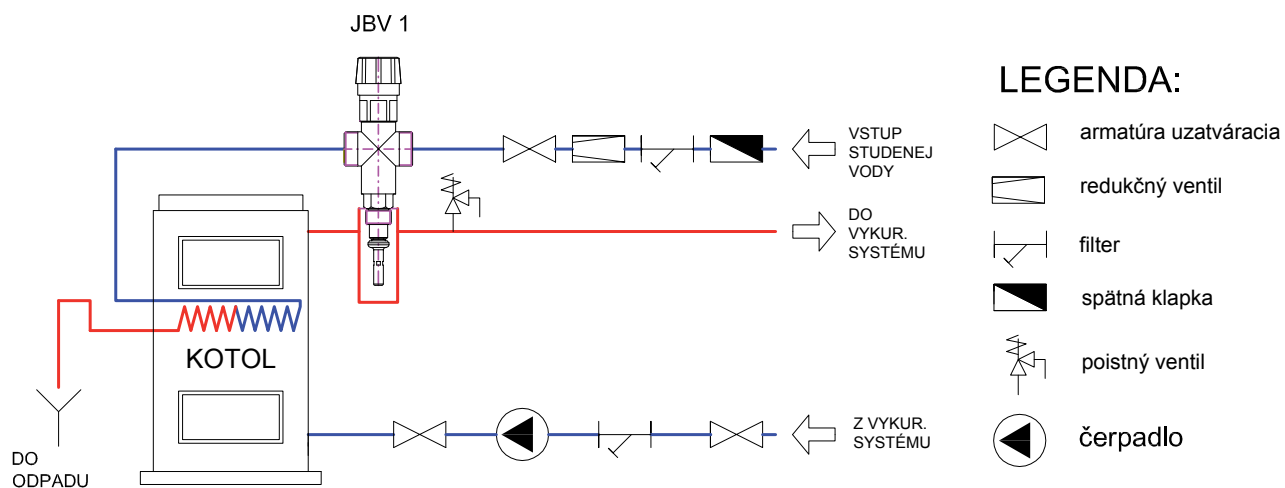 JBV 1
VSTUP
STUDENEJ
VODY
DO
VYKUR.
SYSTÉMU
KOTOL
Z VYKUR.
SYSTÉMU
DO
ODPADU
LEGENDA:
armatúra uzatváracia
redukčný ventil
filter
spätná klapka
poistný ventil
čerpadlo